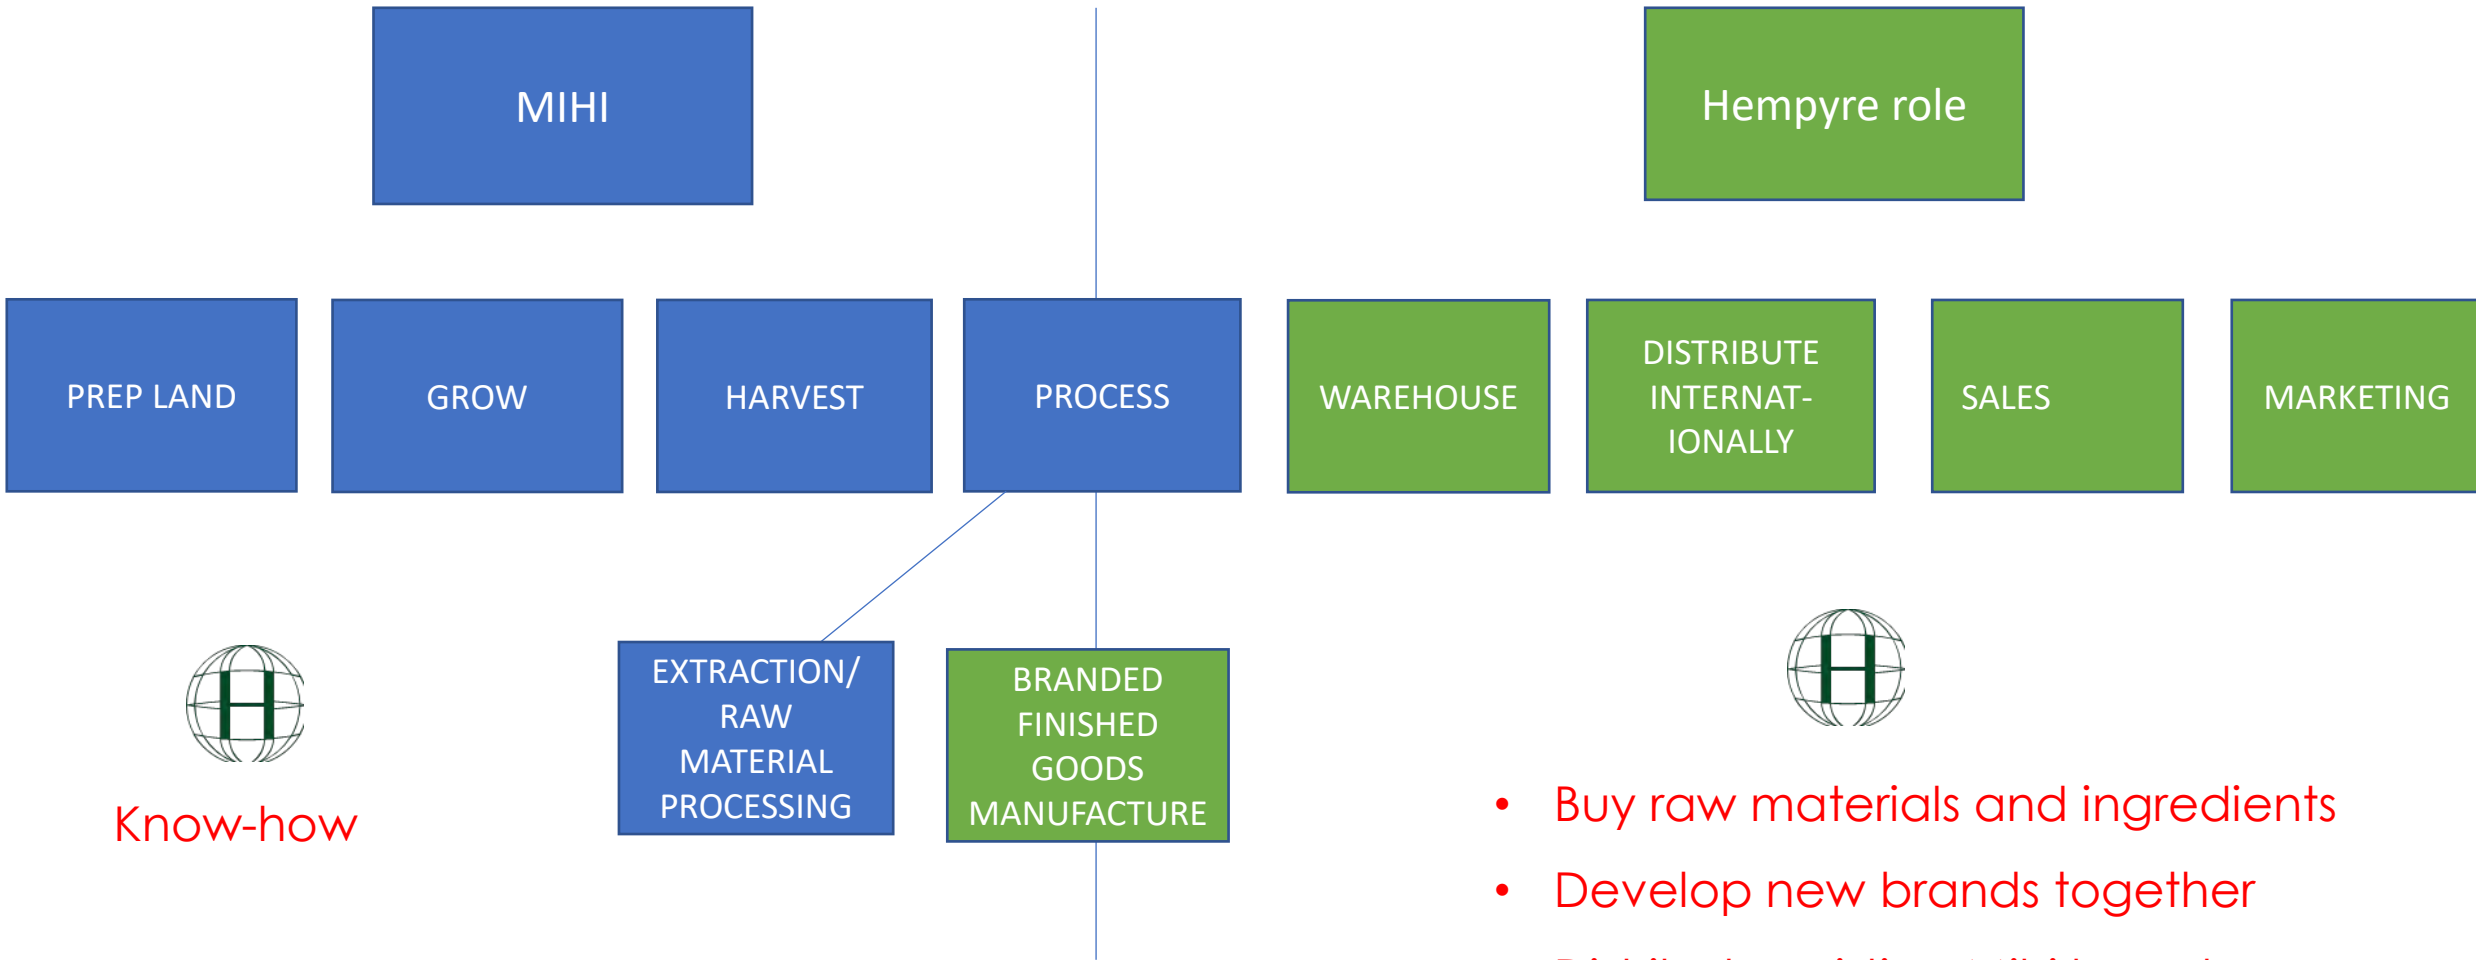 MIHI
Hempyre role
PREP LAND
GROW
HARVEST
PROCESS
WAREHOUSE
DISTRIBUTE
INTERNAT-
IONALLY
SALES
MARKETING
EXTRACTION/
RAW
MATERIAL
PROCESSING
BRANDED
FINISHED
GOODS
MANUFACTURE
H
Know-how
H
• Buy raw materials and ingredients
• Develop new brands together